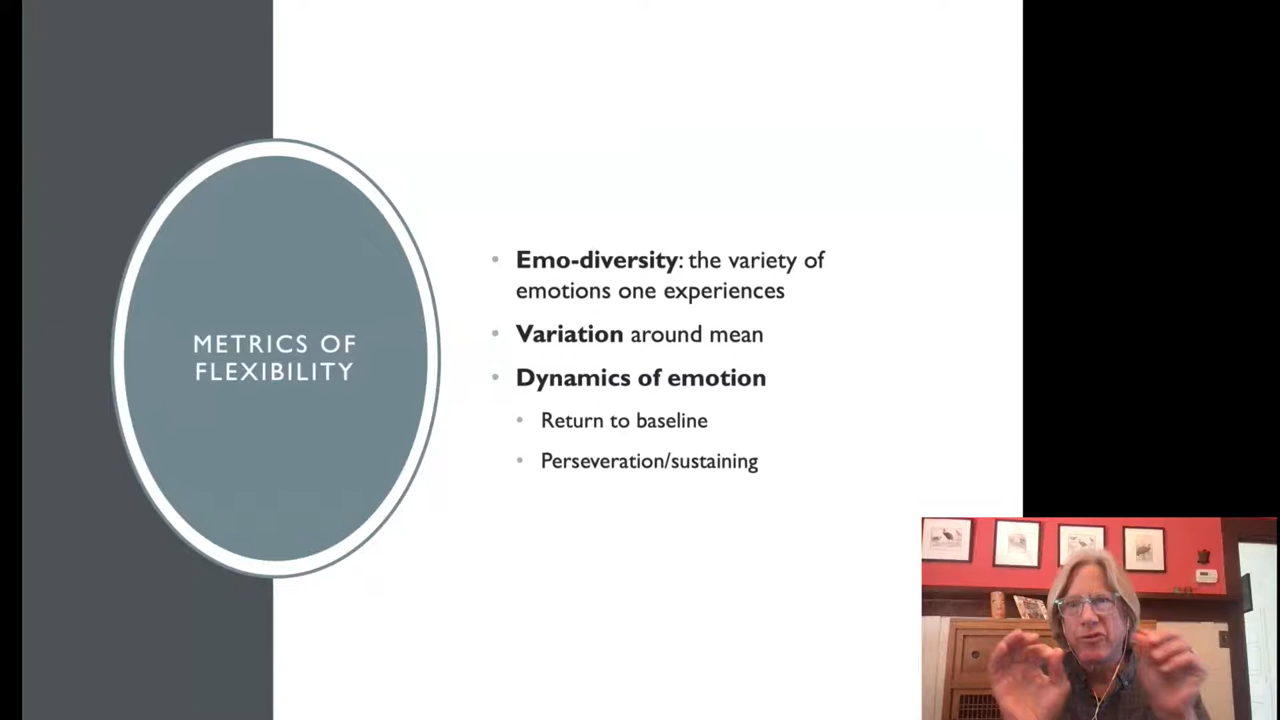 METRICS OF
FLEXIBILITY
• Emo-diversity: the variety of
emotions one experiences
• Variation around mean
• Dynamics of emotion
• Return to baseline
• Perseveration/sustaining